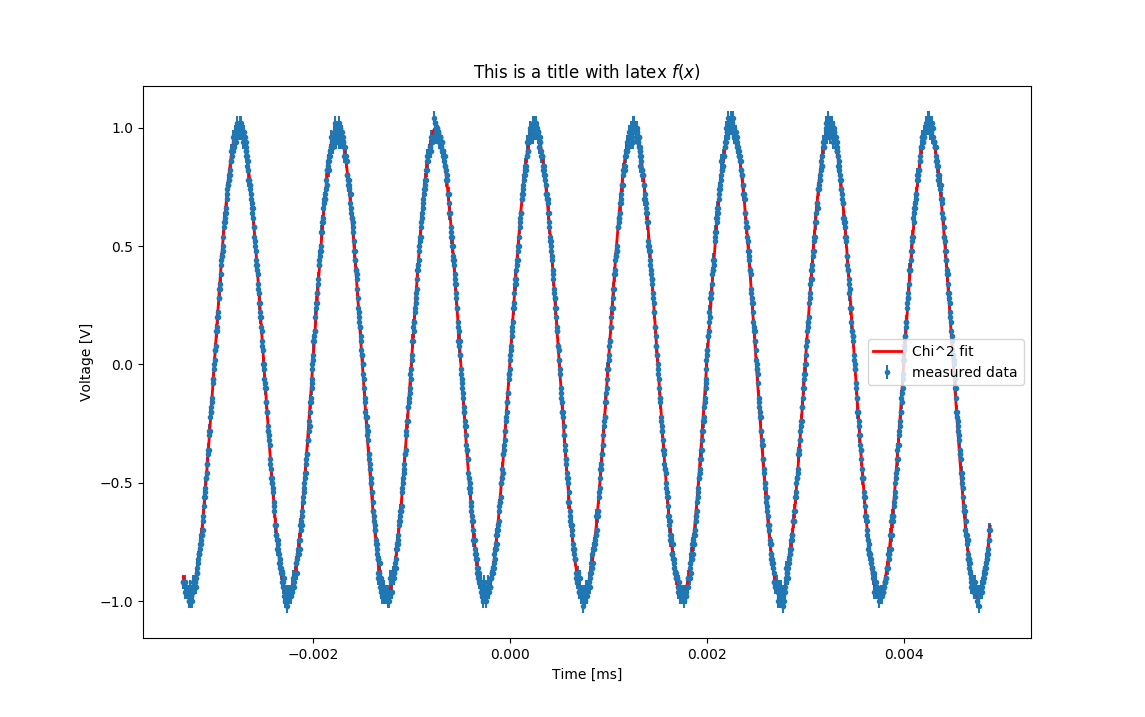 This is a title with latex f(x)
1.0
0.5
0.0
−0.5
−1.0
Voltage [V]
Chi^2 fit
measured data
−0.002
0.000
0.002
0.004
Time [ms]